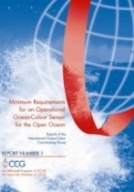 Minimum Requirements
for an Operational
Ocean-Colour Sensor
for the Open Ocean
Reports of the
International Ocean-Colour
Coordinating Group
REPORT NUMBER 1